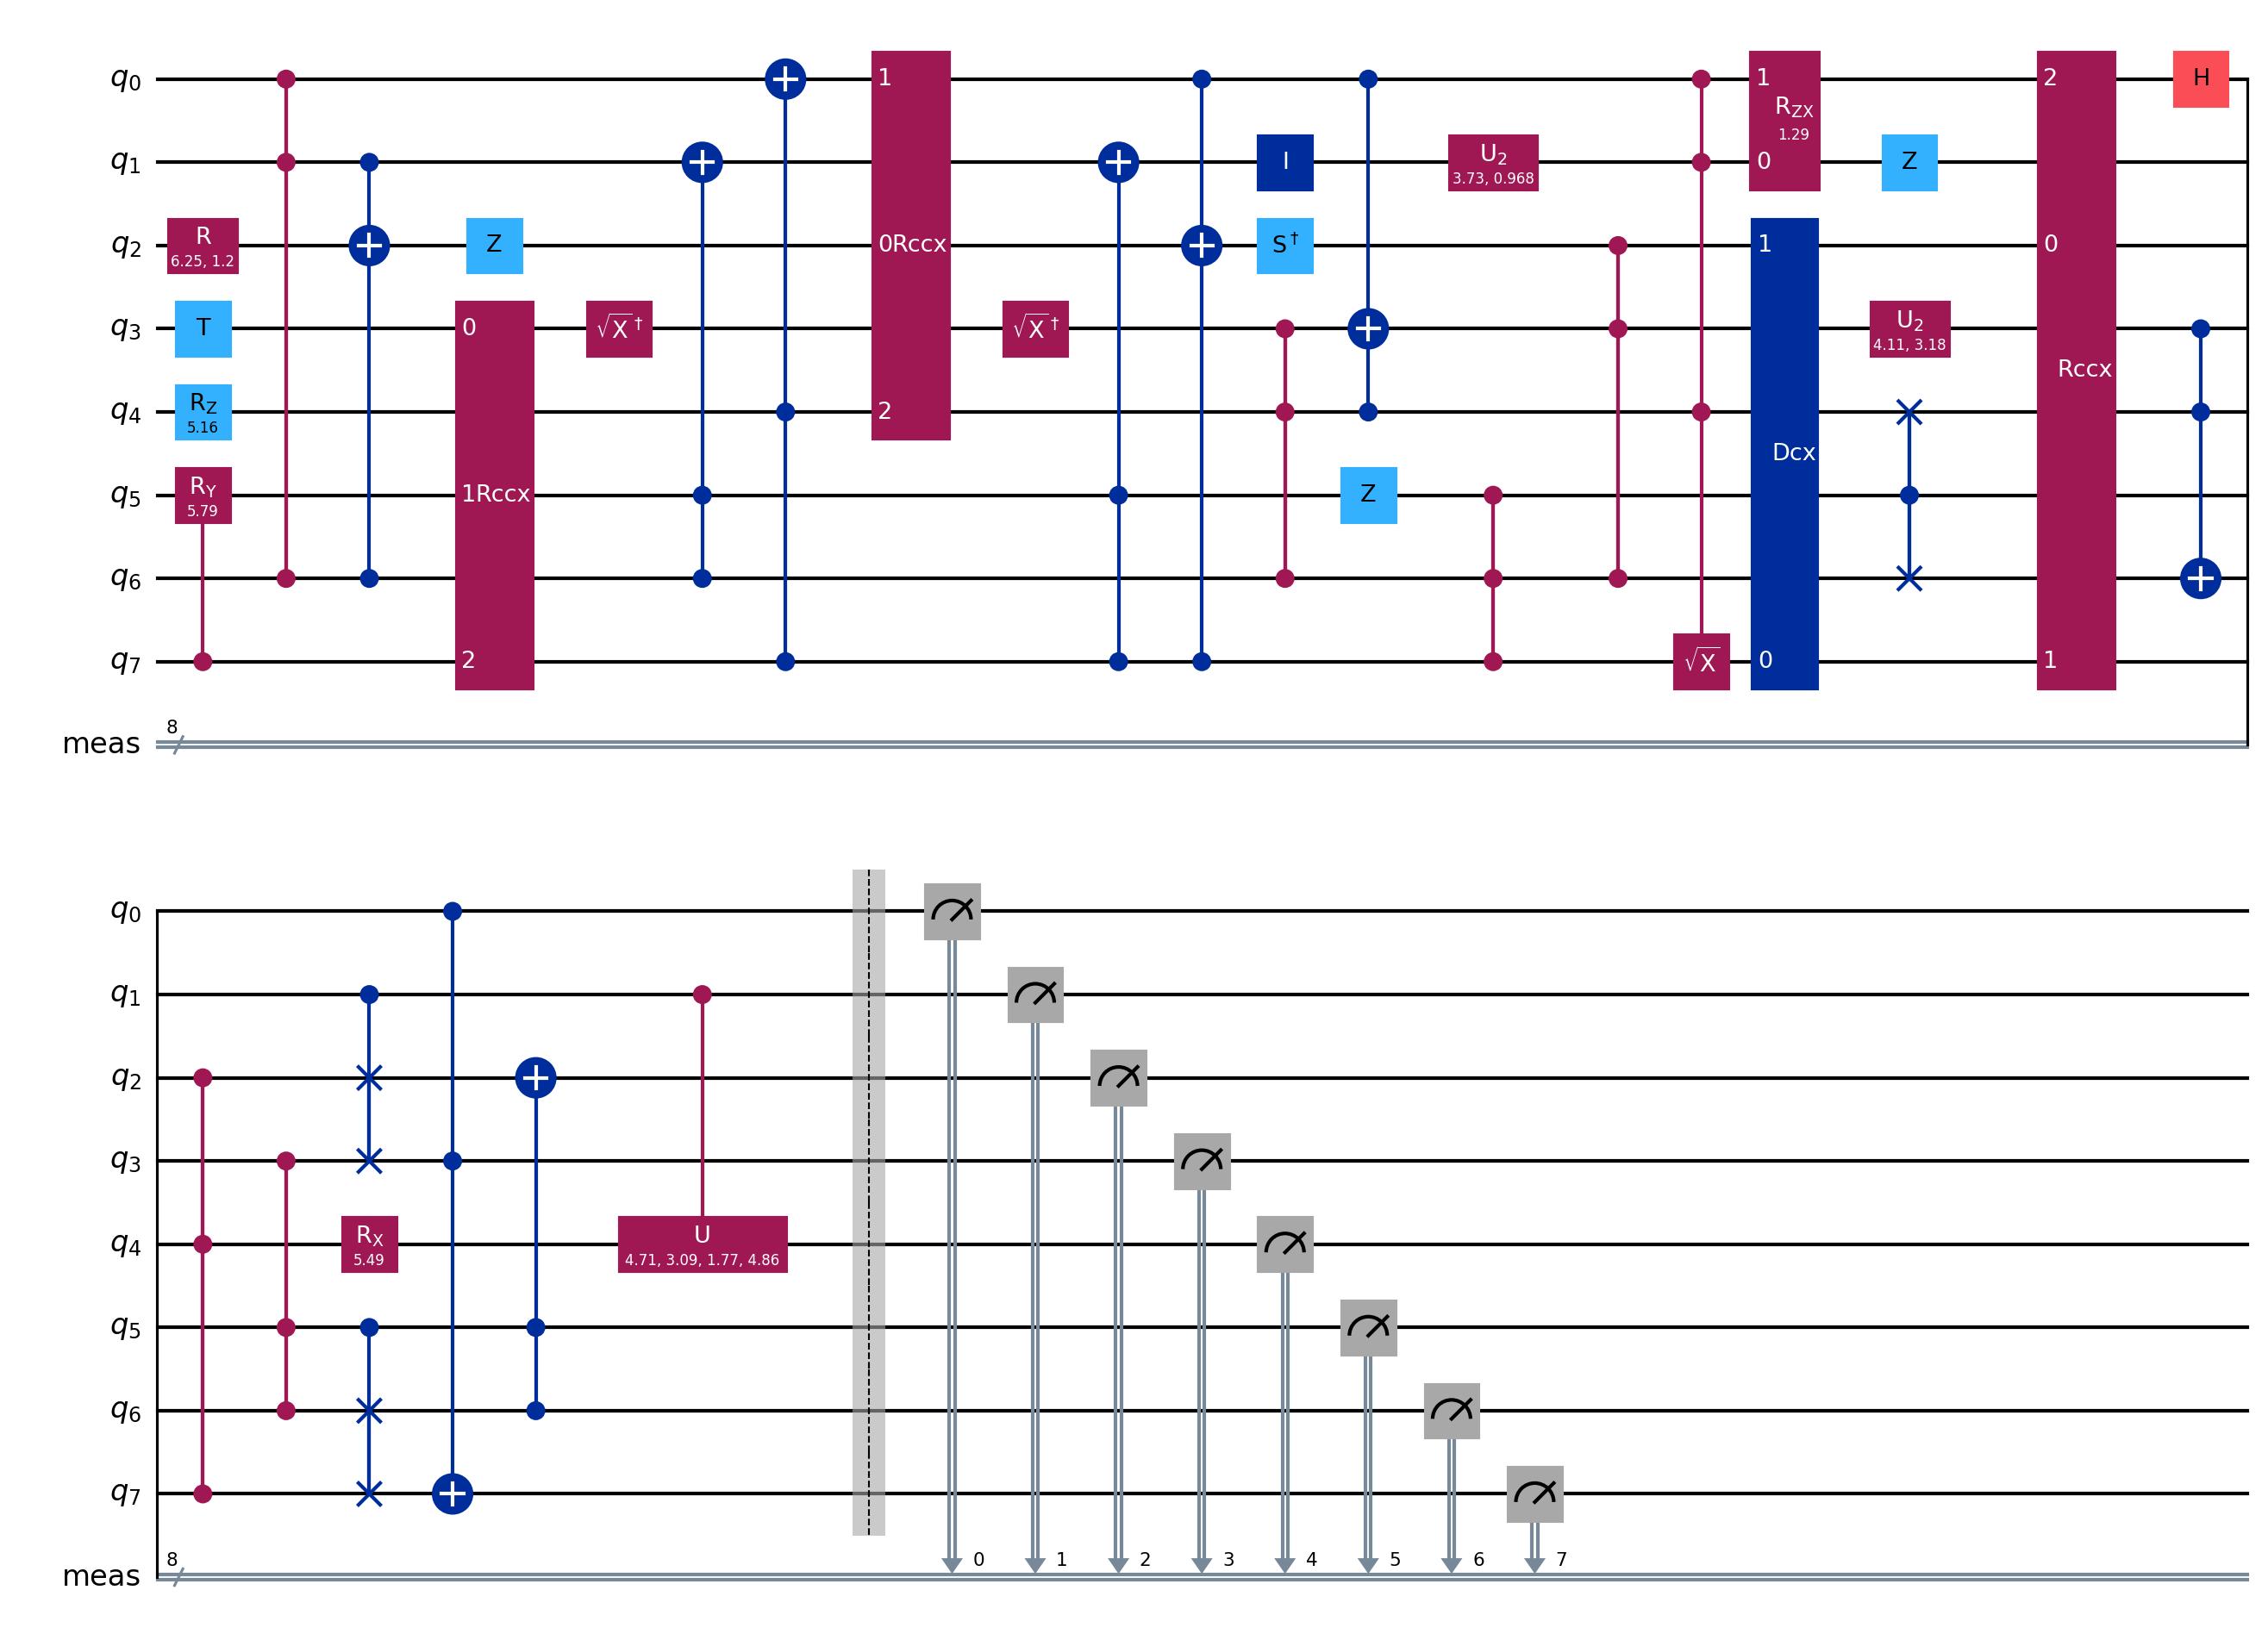 q0 1 2 H
RZX
1.29
q1 I U2 0 Z
3.73, 0.968
q2 R Z 0Rccx S† 1 0
6.25, 1.2
q3 T 0 √X† √X† U2 Rccx
4.11, 3.18
q4 RZ 2
5.16
Dcx
q5 RY 1Rccx Z
5.79
q6
q7 2 √X 0 1
8
meas
q0
q1
q2
q3
q4 RX U
5.49 4.71, 3.09, 1.77, 4.86
q5
q6
q7
8 0 1 2 3 4 5 6 7
meas